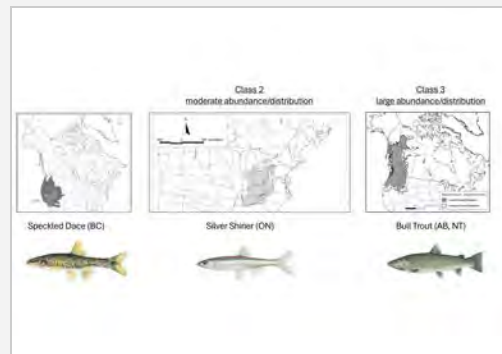 Class 2
moderate abundance/distribution
Class 3
large abundance/distribution
Speckled Dace (BC)
Silver Shiner (ON)
Bull Trout (AB, NT)